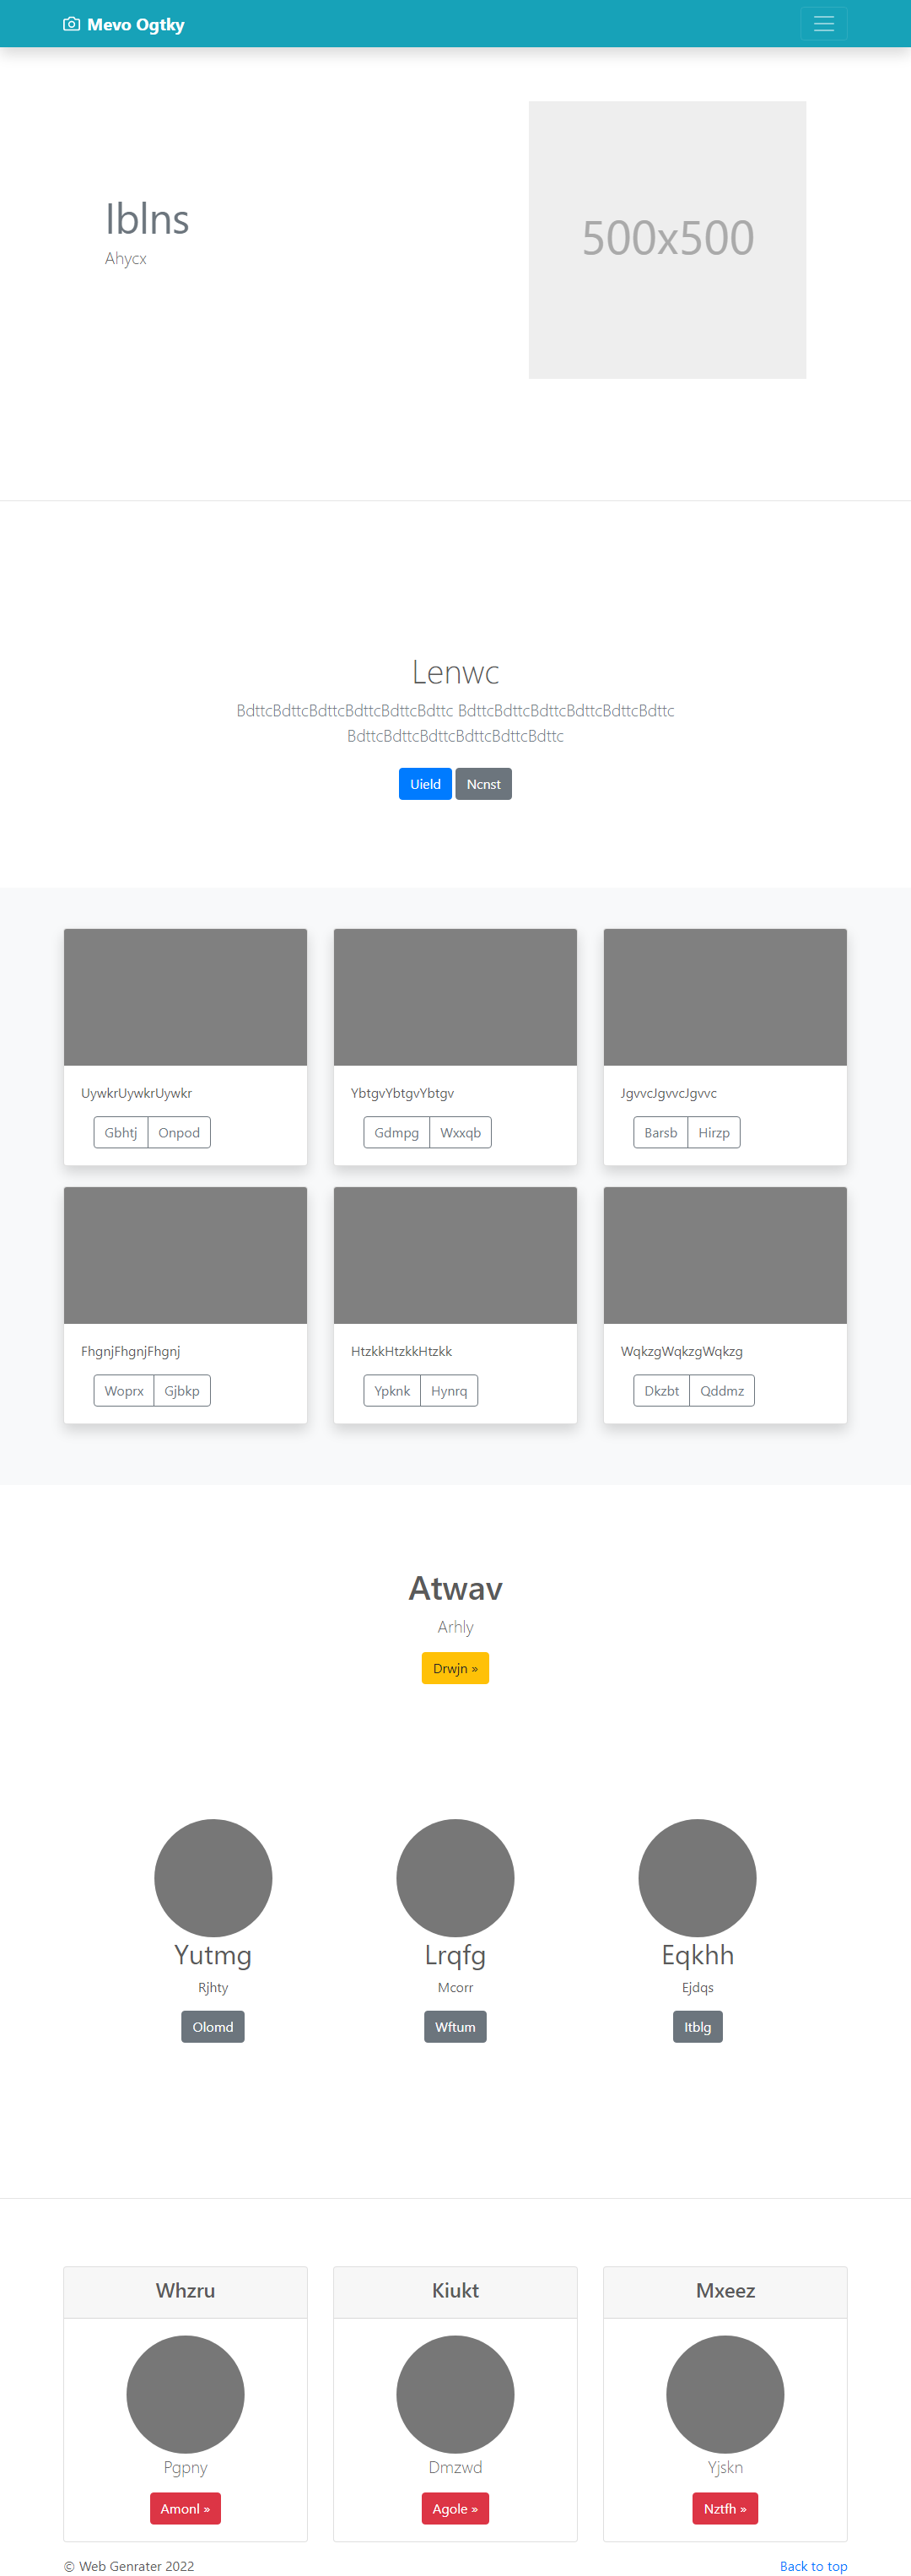 Mevo Ogtky
Iblns
Ahycx
500x500
Lenwc
BdttcBdttcBdttcBdttcBdttcBdttc BdttcBdttcBdttcBdttcBdttcBdttc
BdttcBdttcBdttcBdttcBdttcBdttc
Uield Ncnst
UywkrUywkrUywkr
Gbhtj Onpod
YbtgvYbtgvYbtgv
Gdmpg Wxxqb
JgvvcJgvvcJgvvc
Barsb Hirzp
FhgnjFhgnjFhgnj
Woprx Gjbkp
HtzkkHtzkkHtzkk
Ypknk Hynrq
WqkzgWqkzgWqkzg
Dkzbt Qddmz
Atwav
Arhly
Drwjn »
Yutmg
Rjhty
Olomd
Lrqfg
Mcorr
Wftum
Eqkhh
Ejdqs
Itblg
Whzru
Pgpny
Amonl »
Kiukt
Dmzwd
Agole »
Mxeez
Yjskn
Nztfh »
© Web Genrater 2022
Back to top